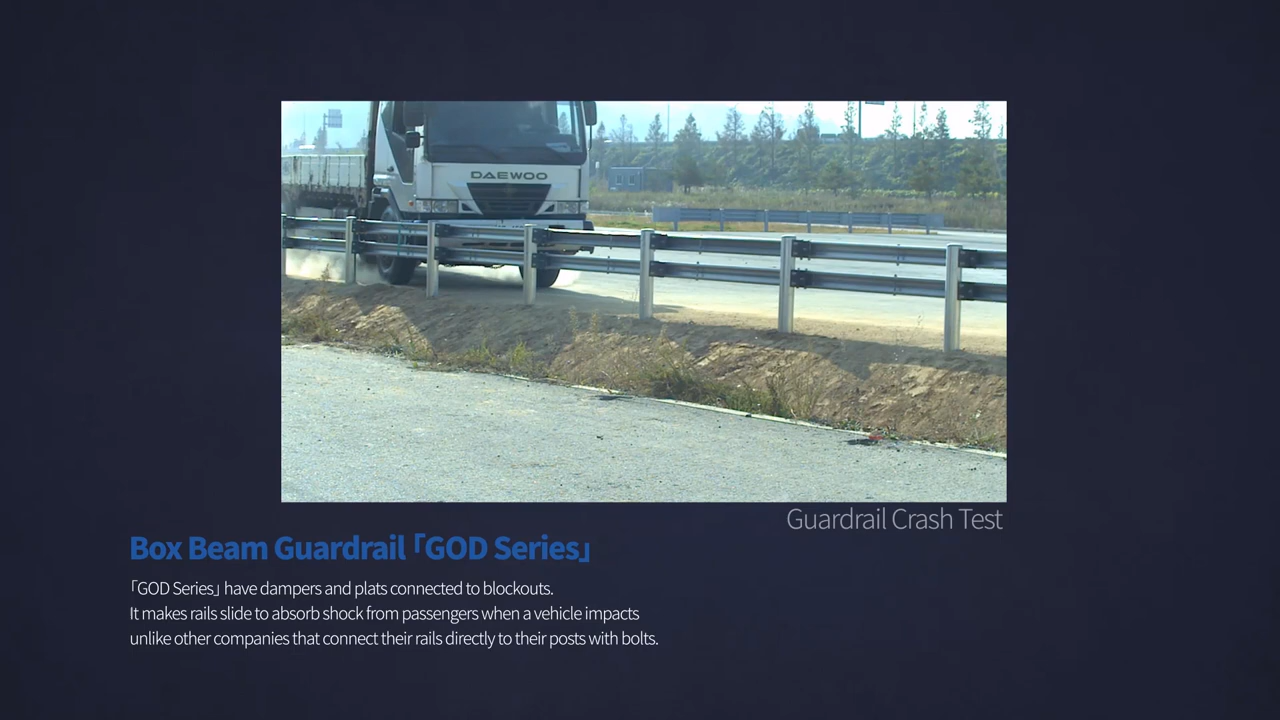 DAEWOO
Guardrail Crash Test
Box Beam Guardrail「GOD Series」
「GOD Series」 have dampers and plats connected to blockouts.
It makes rails slide to absorb shock from passengers when a vehicle impacts
unlike other companies that connect their rails directly to their posts with bolts.